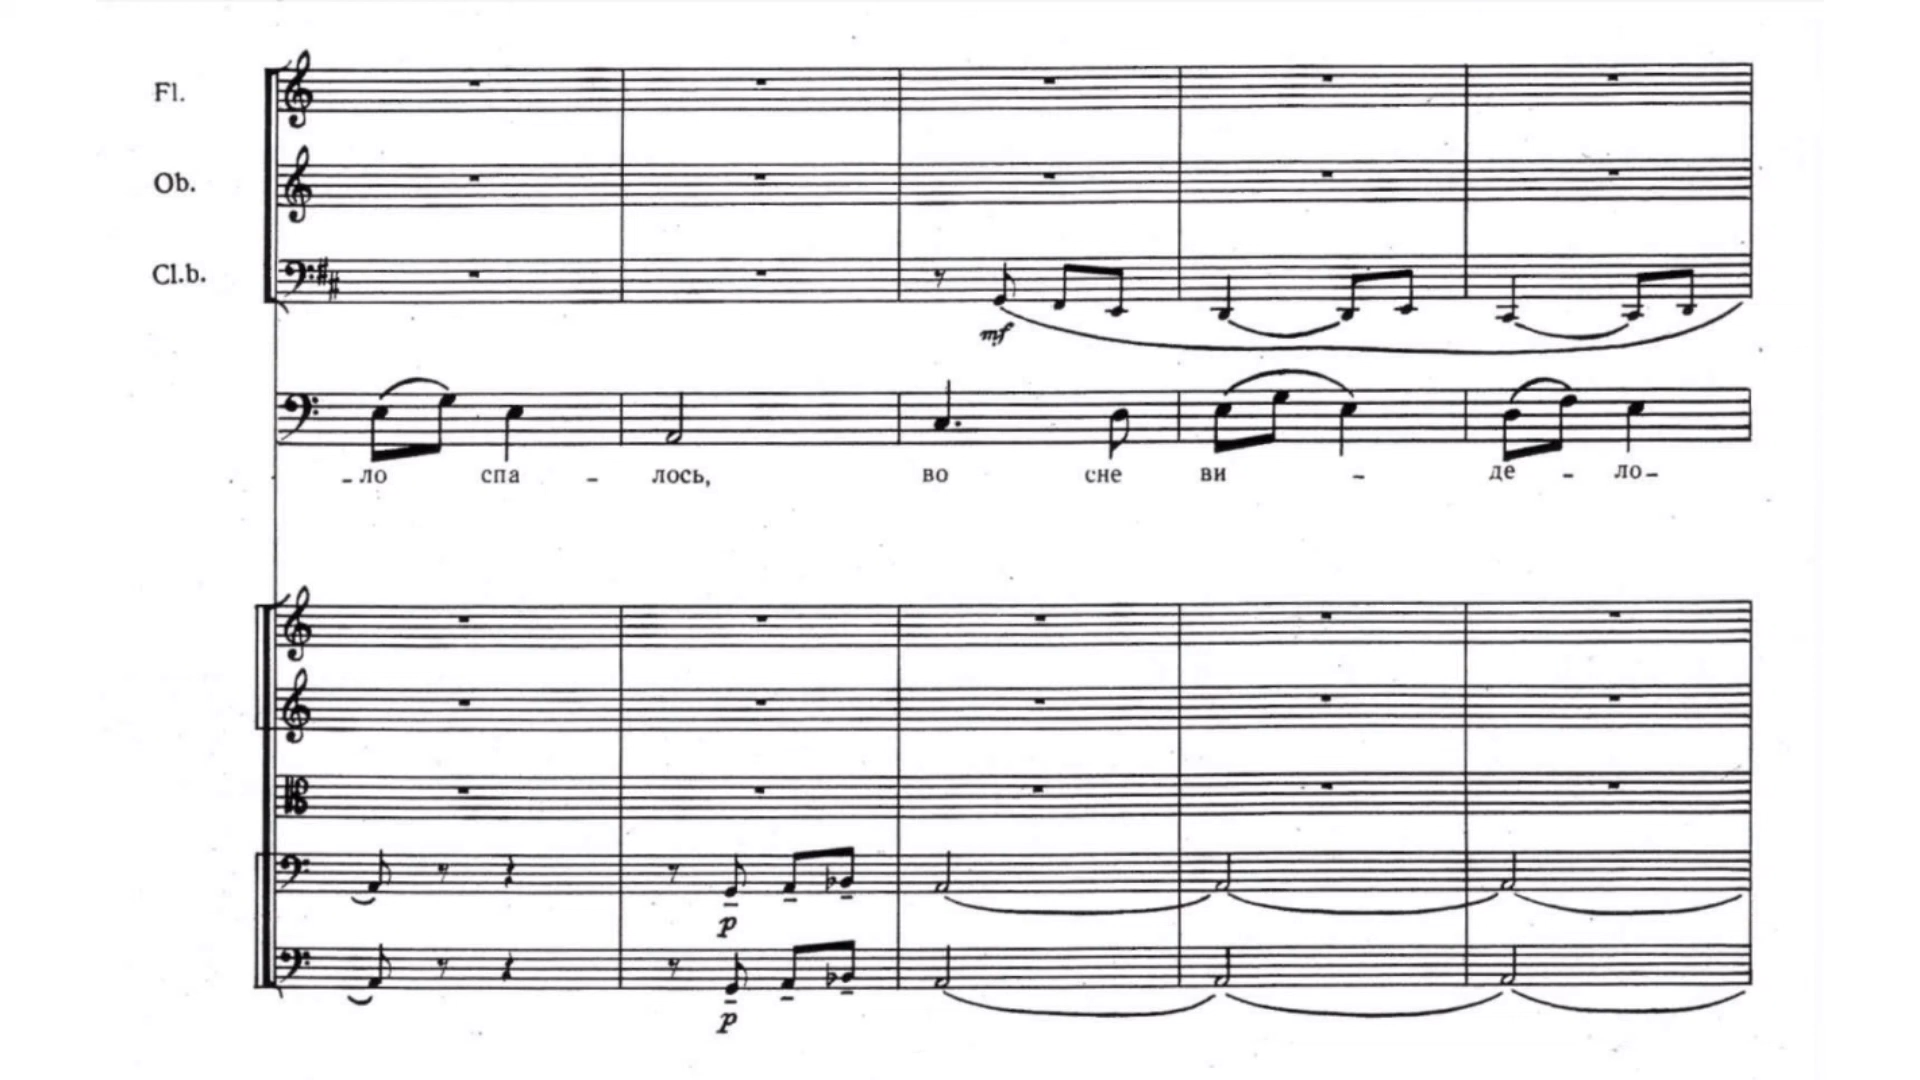 Fl.
Ob.
Cl.b.
mf
-ло спа - лось, во сне ви - де - ло-
p
p